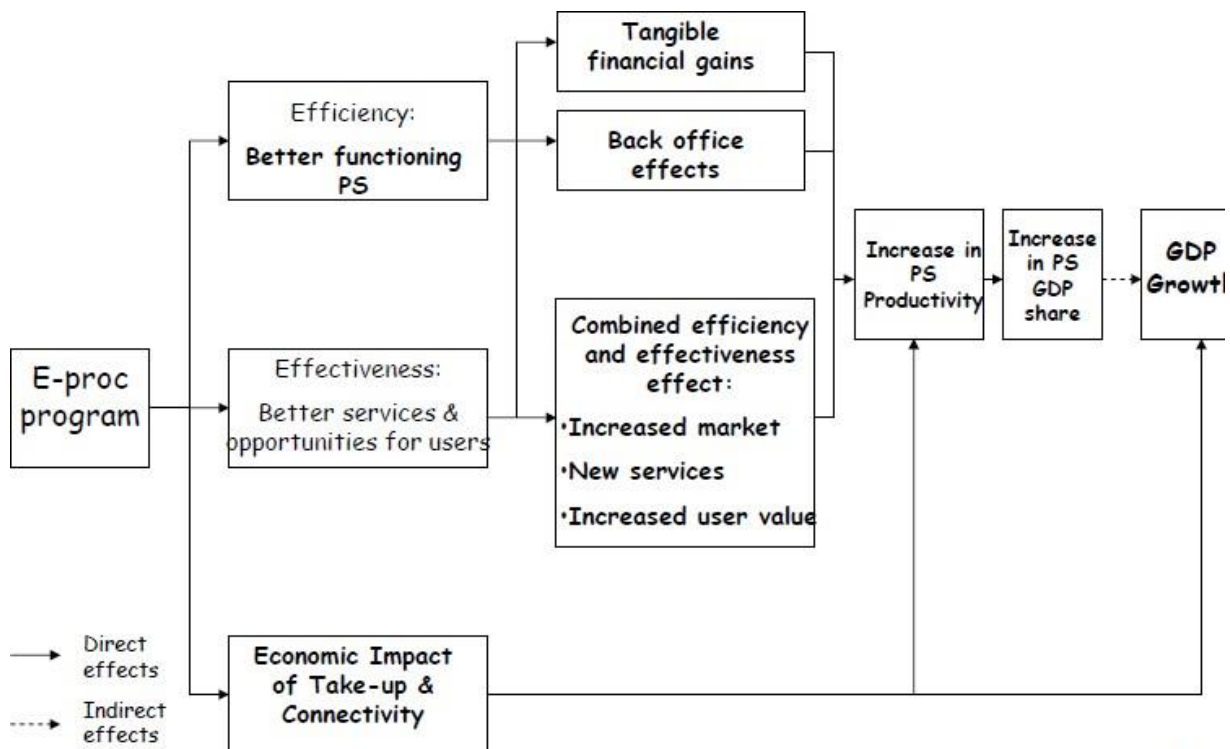 Tangible
financial gains
Efficiency:
Better functioning
PS
Back office
effects
Increase in
PS
Productivity
Increase
in PS
GDP
share
GDP
Growth
Combined efficiency
and effectiveness
effect:
•Increased market
•New services
•Increased user value
E-proc
program
Effectiveness:
Better services &
opportunities for users
Economic Impact
of Take-up &
Connectivity
Direct
effects
Indirect
effects